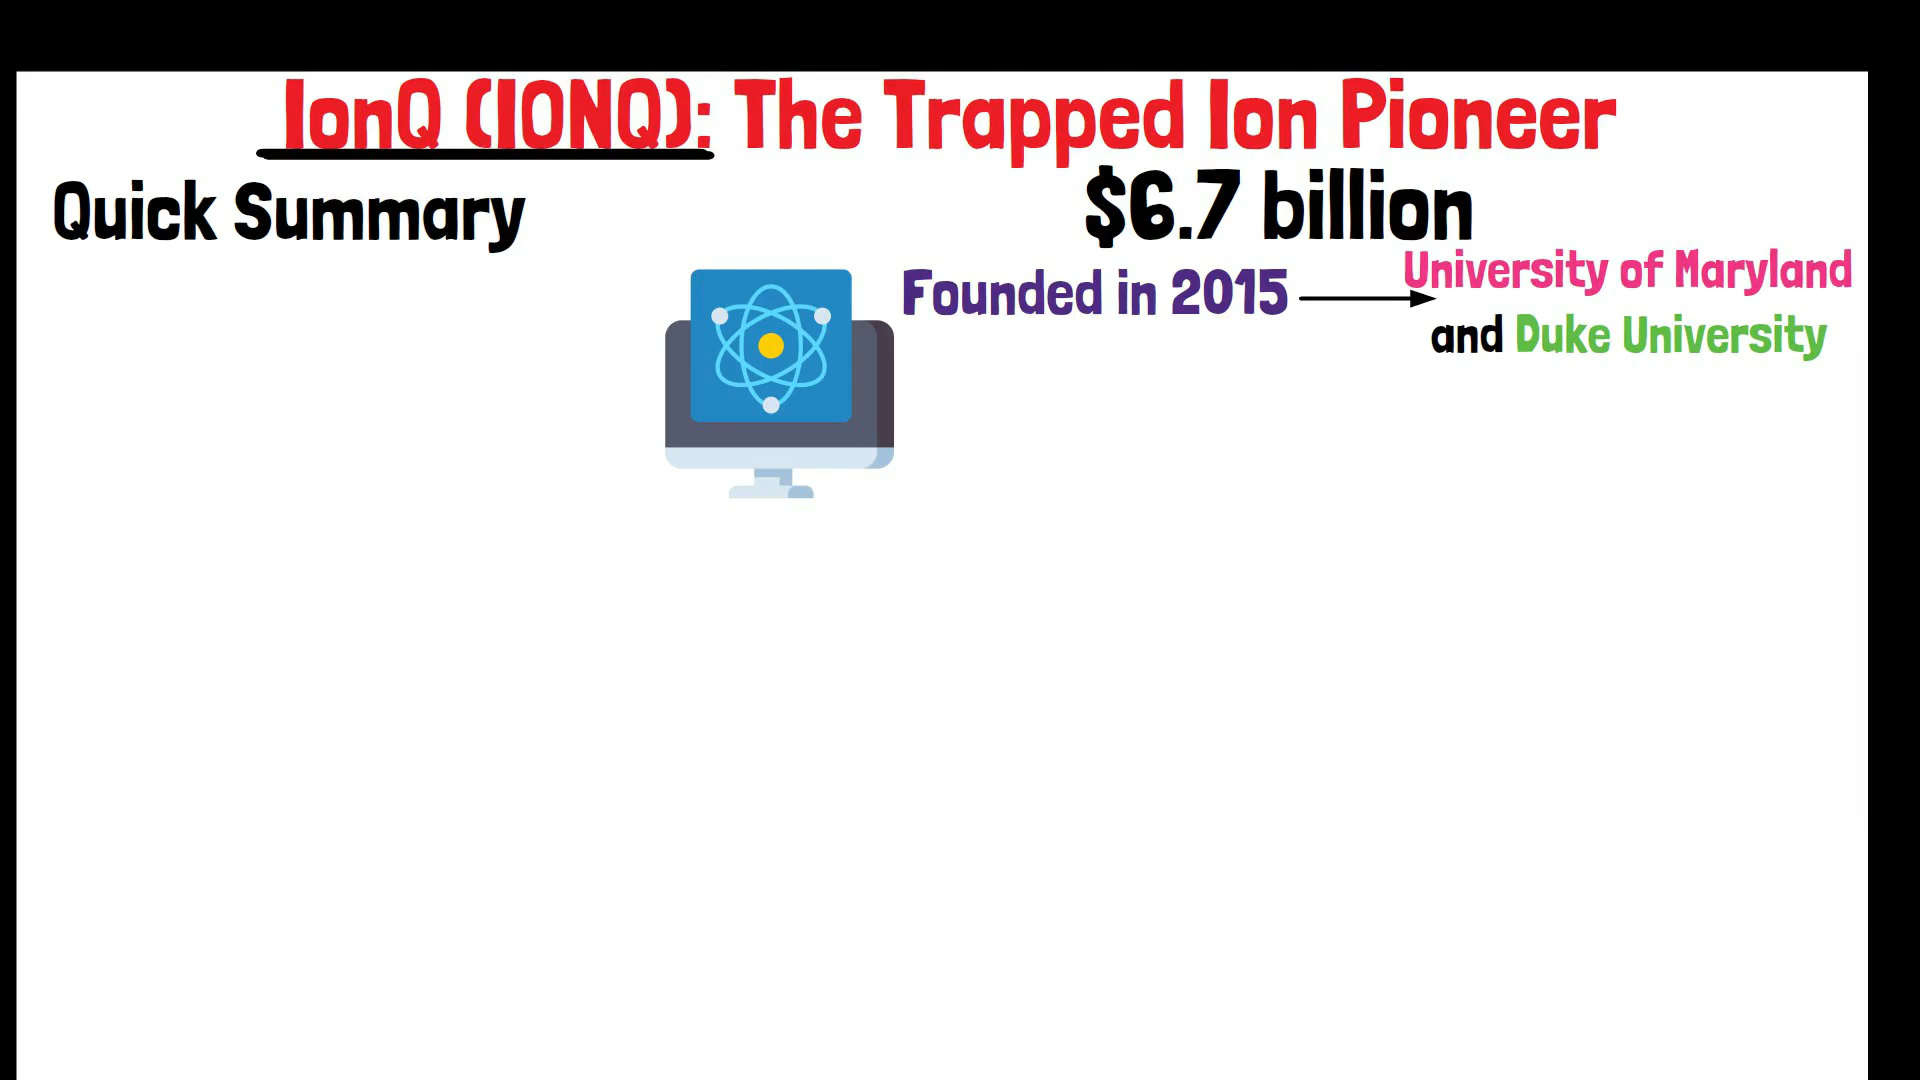 IonQ (IONQ): The Trapped Ion Pioneer
Quick Summary
$6.7 billion
Founded in 2015
University of Maryland
and Duke University